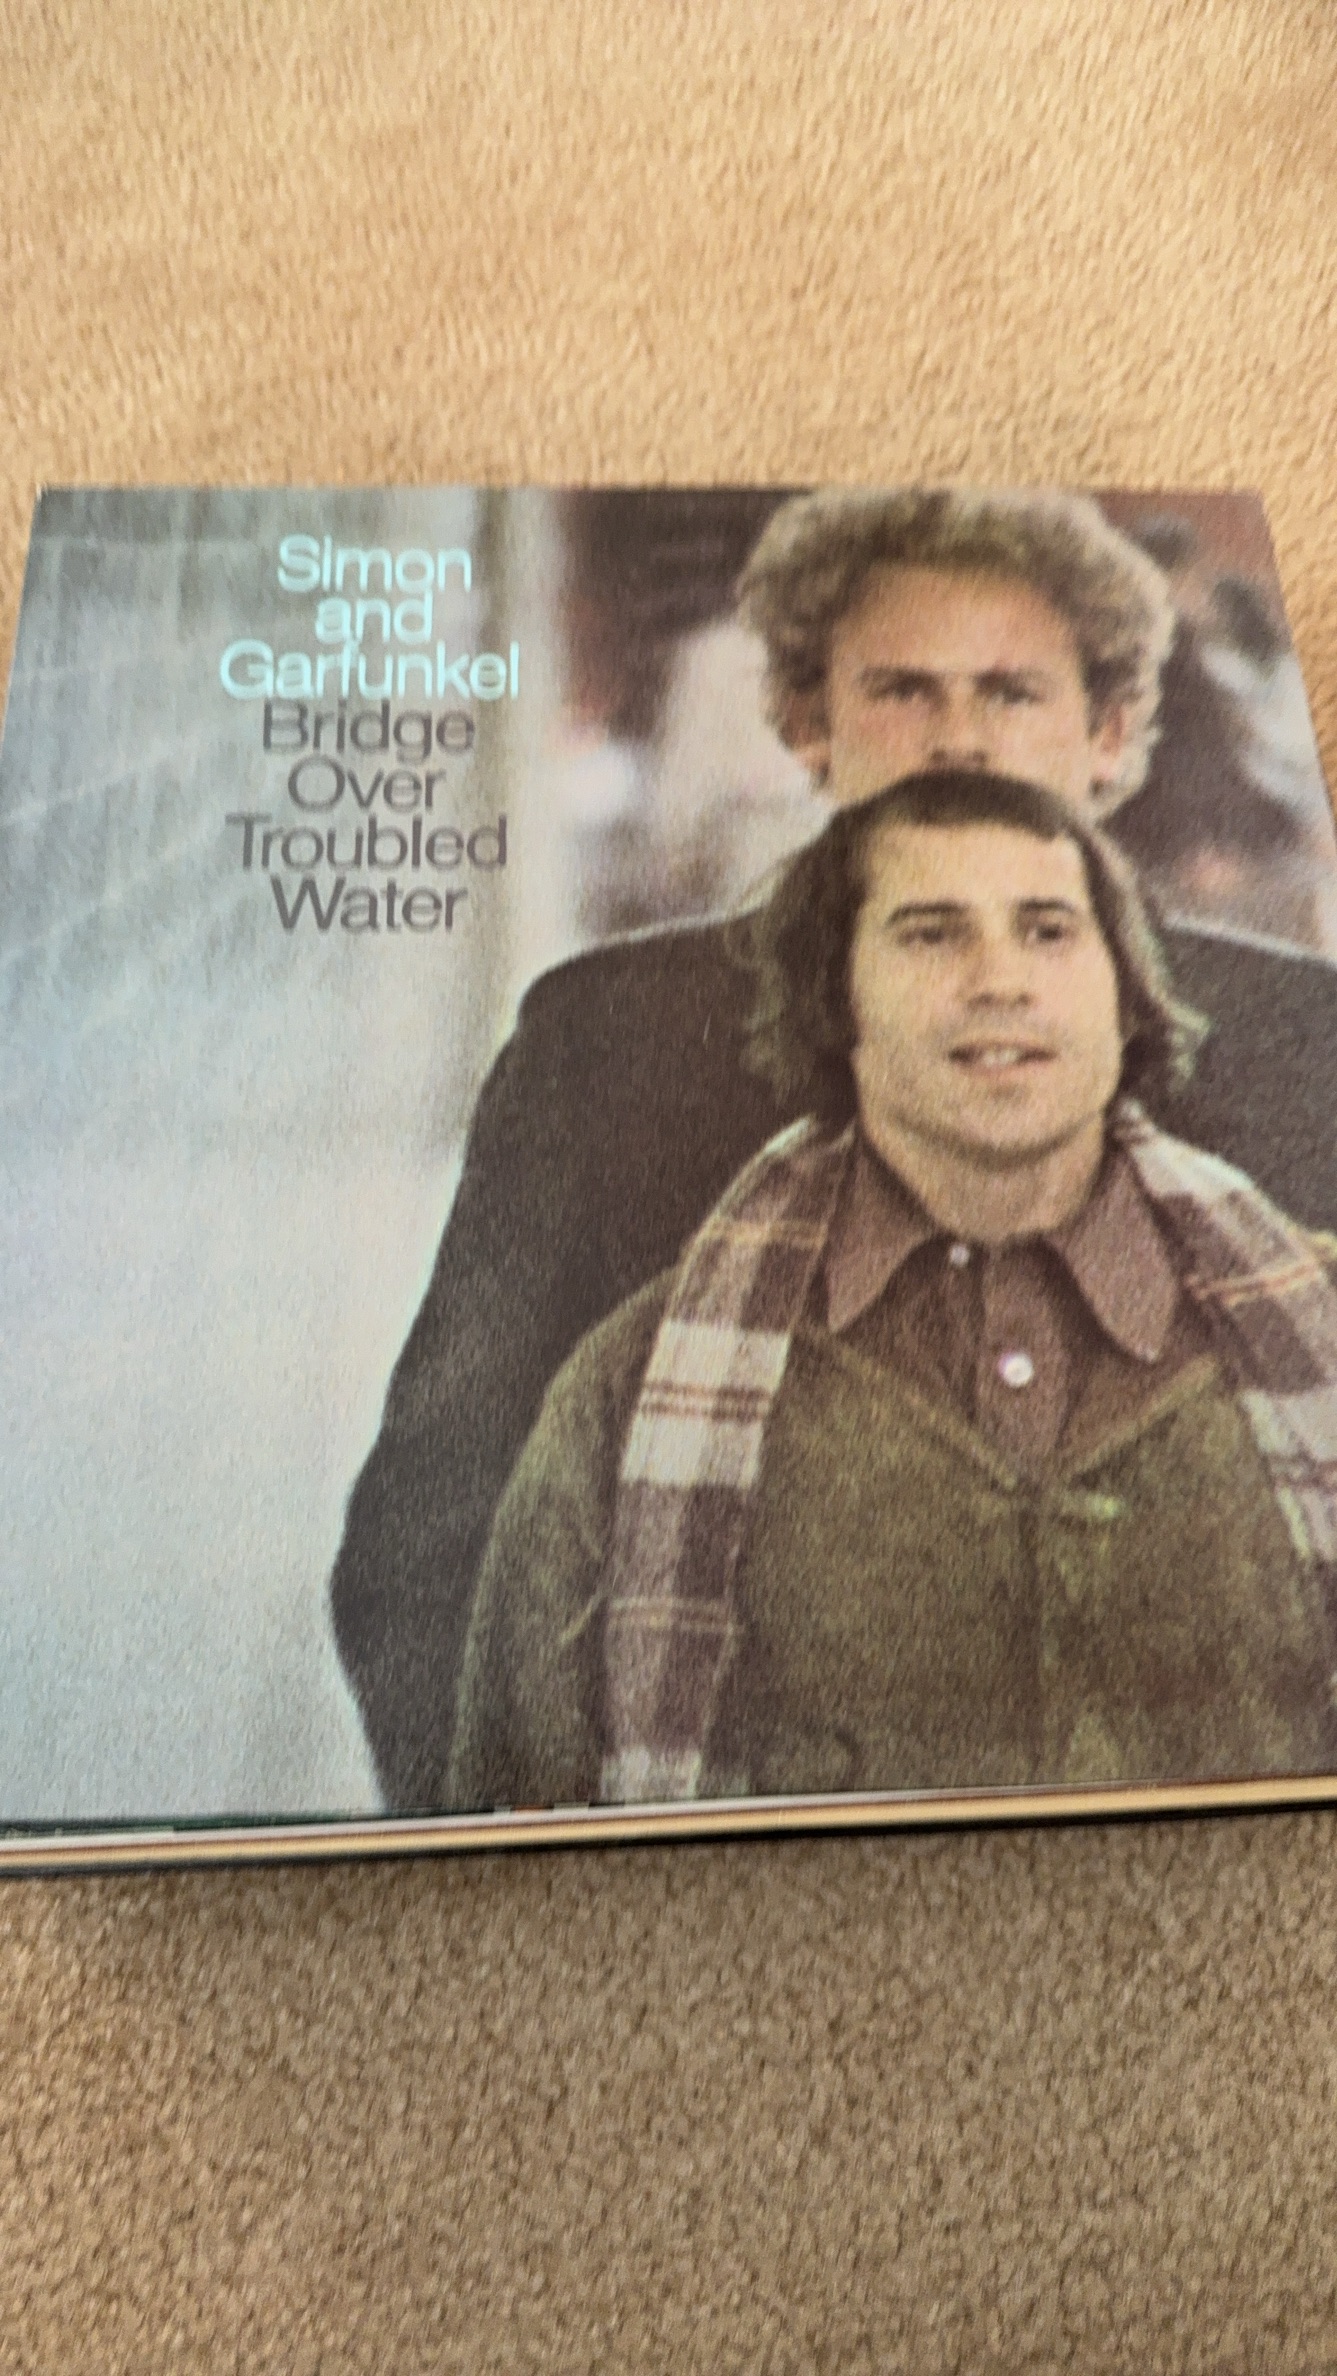 Simon
and
Garfunkel
Bridge
Over
Troubled
Water